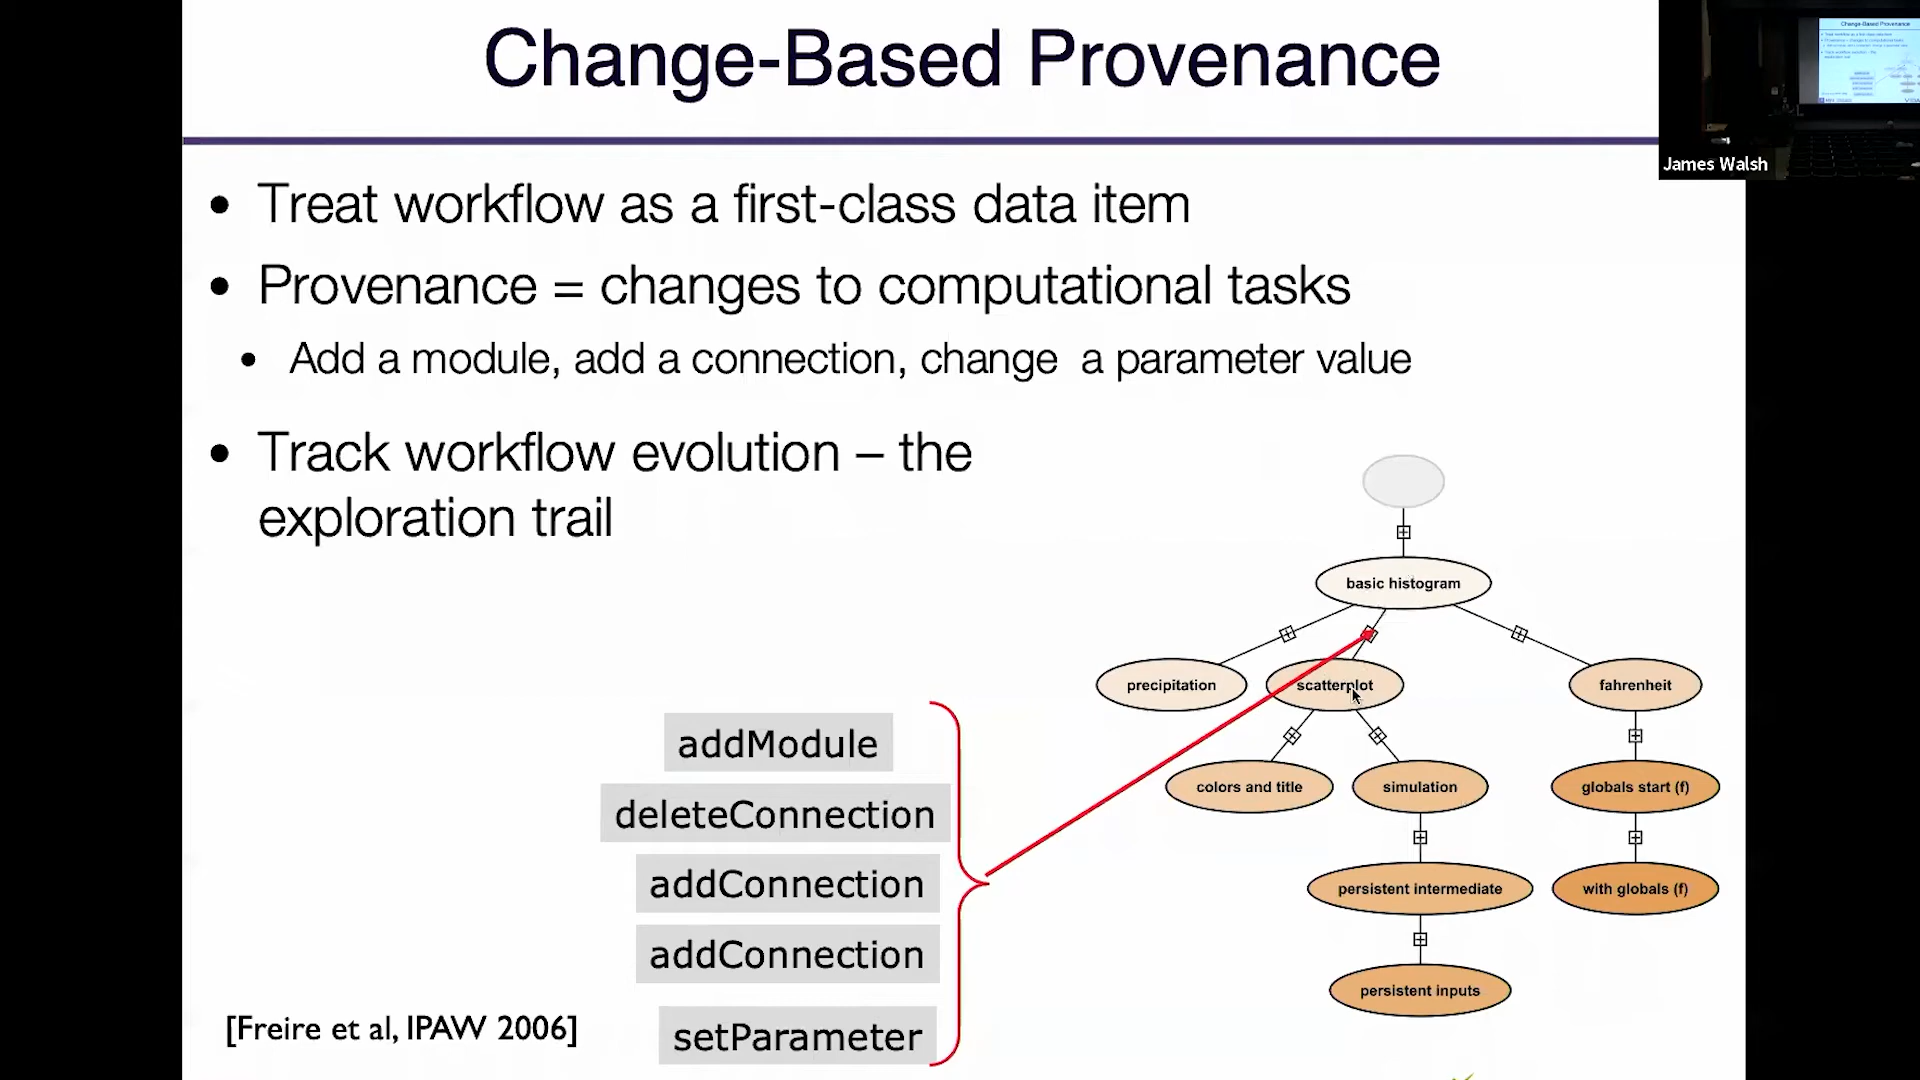 Change-Based Provenance
James Walsh
• Treat workflow as a first-class data item
• Provenance = changes to computational tasks
• Add a module, add a connection, change a parameter value
• Track workflow evolution – the
exploration trail
basic histogram
precipitation
scatterplot
fahrenheit
addModule
colors and title
simulation
globals start (f)
deleteConnection
addConnection
persistent intermediate
with globals (f)
addConnection
persistent inputs
setParameter
[Freire et al, IPAW 2006]